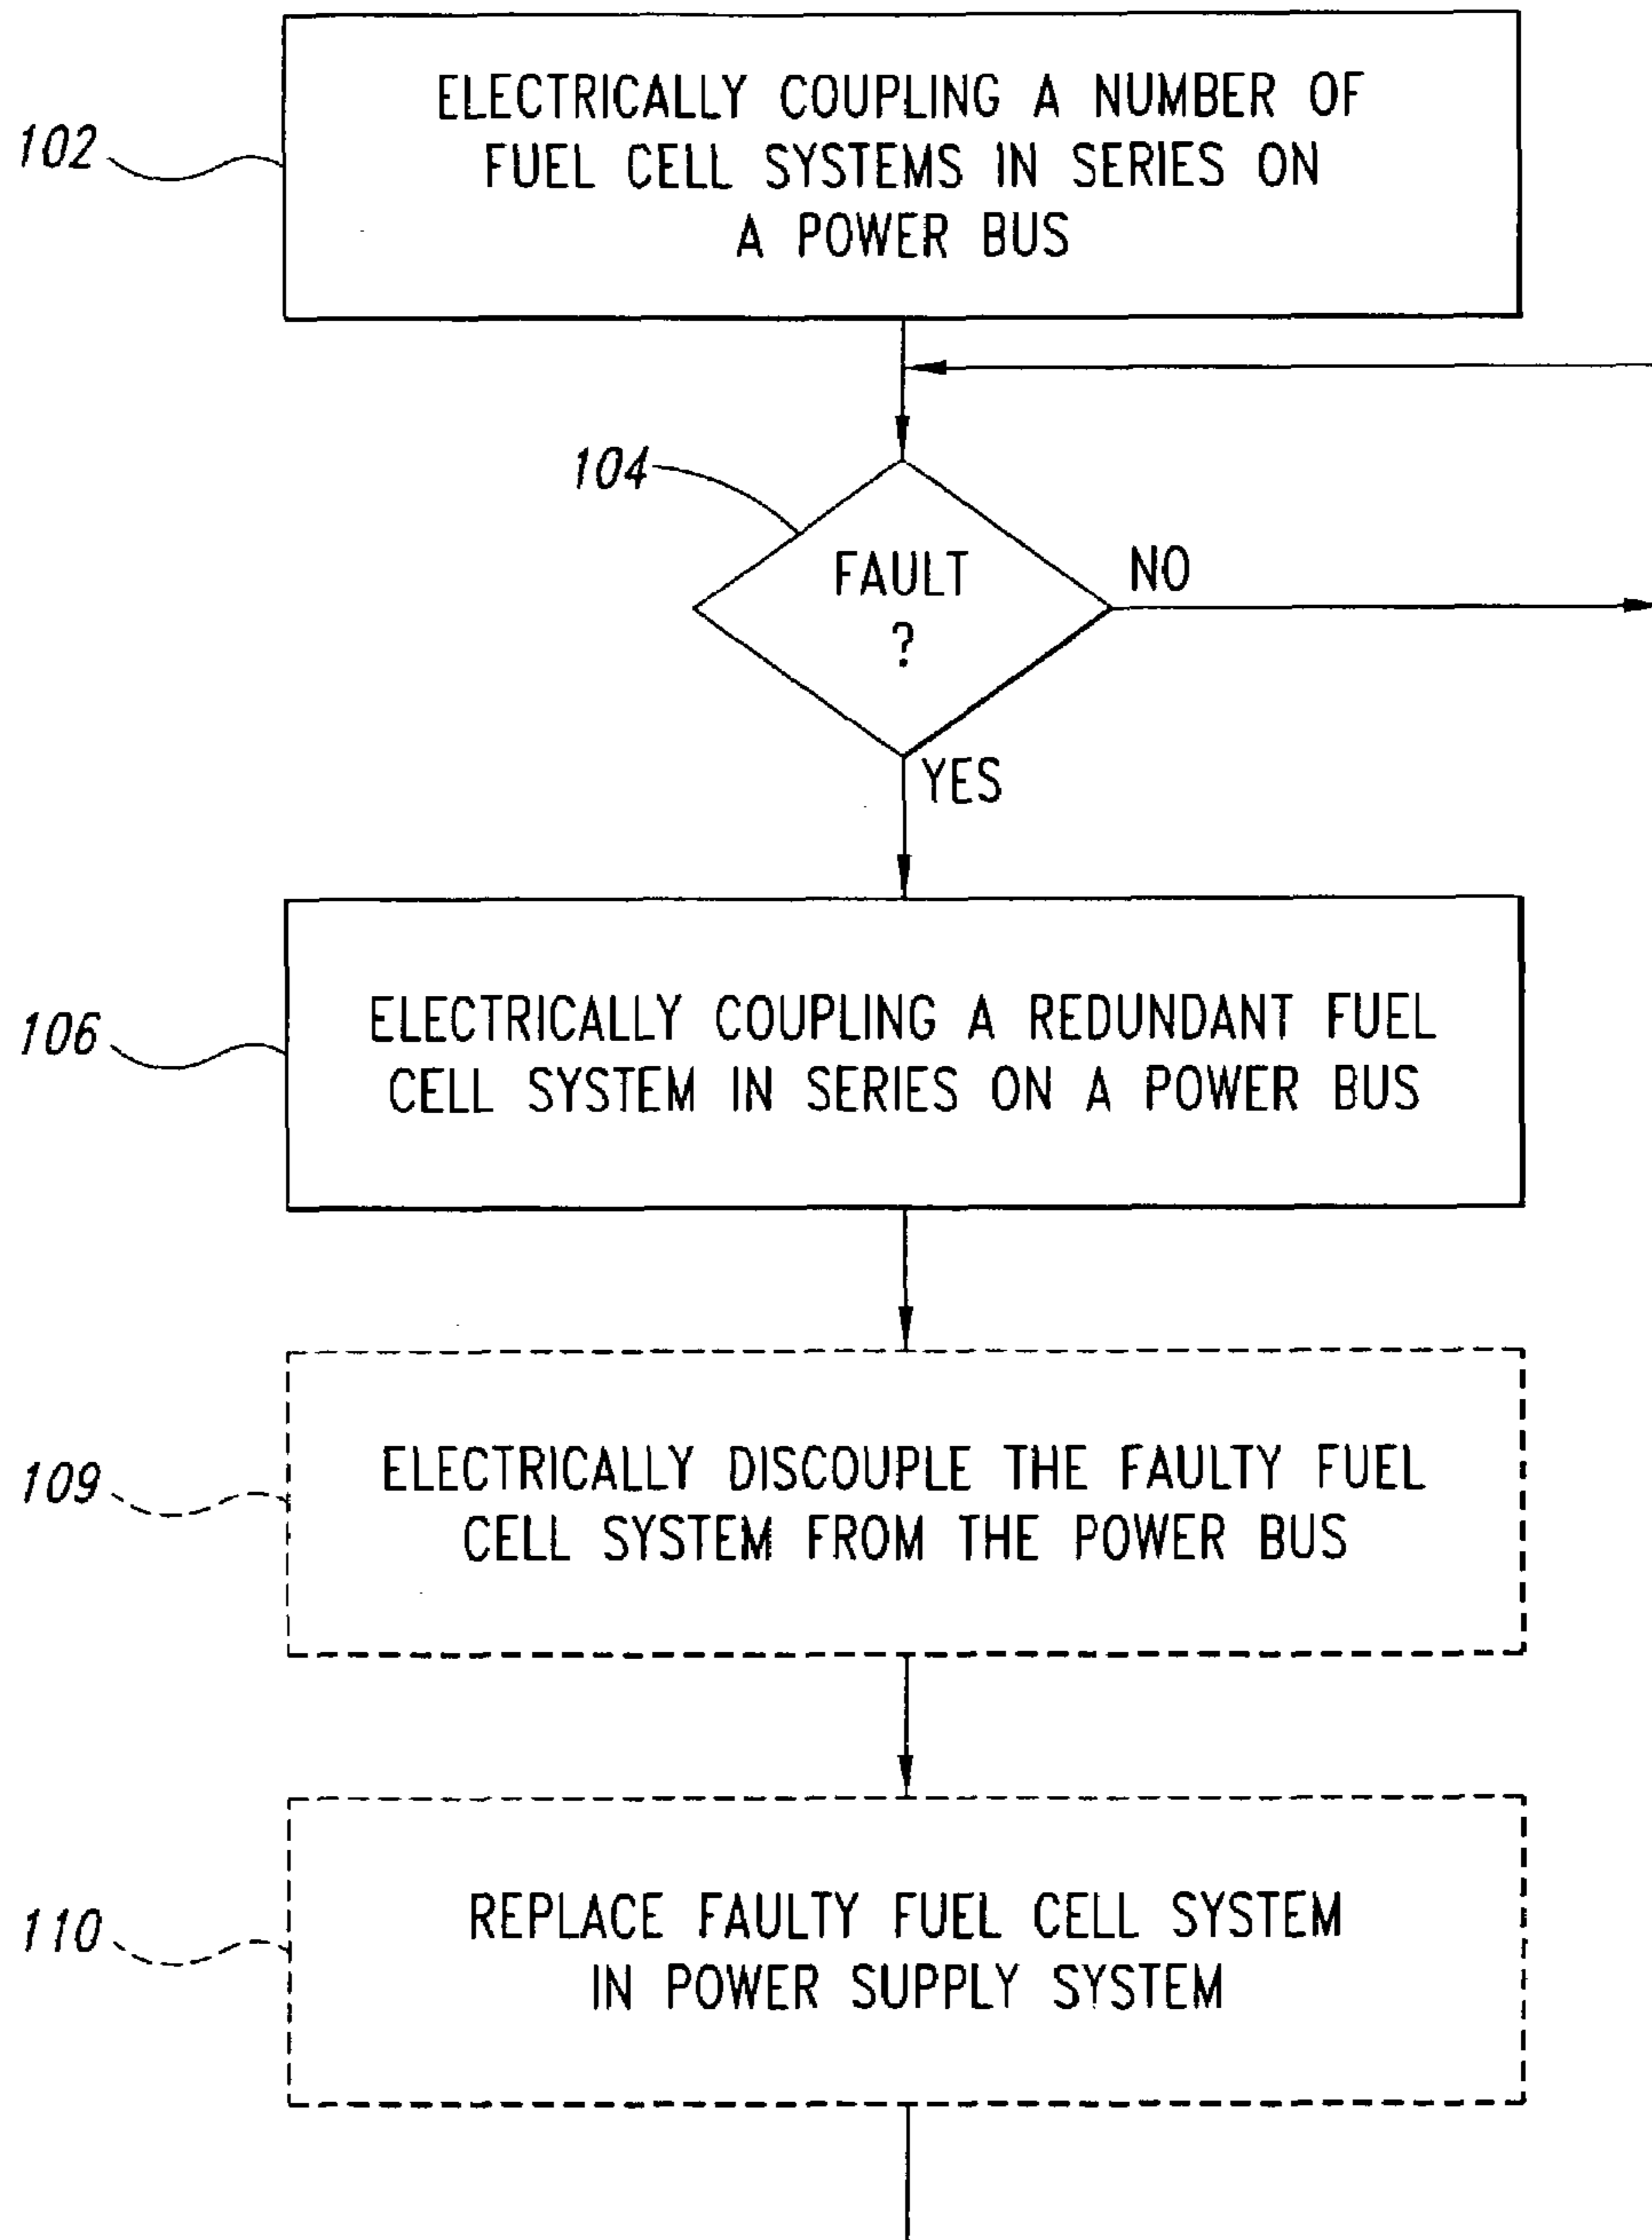 102
ELECTRICALLY COUPLING A NUMBER OF
FUEL CELL SYSTEMS IN SERIES ON
A POWER BUS
104
FAULT
?
NO
YES
106
ELECTRICALLY COUPLING A REDUNDANT FUEL
CELL SYSTEM IN SERIES ON A POWER BUS
109
ELECTRICALLY DISCOUPLE THE FAULTY FUEL
CELL SYSTEM FROM THE POWER BUS
110
REPLACE FAULTY FUEL CELL SYSTEM
IN POWER SUPPLY SYSTEM